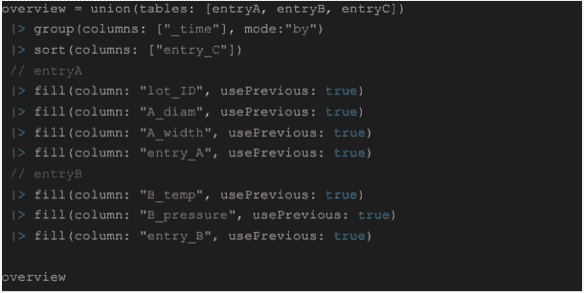 overview = union(tables: [entryA, entryB, entryC])
|> group(columns: ["_time"], mode:"by")
|> sort(columns: ["entry_C"])
// entryA
|> fill(column: "lot_ID", usePrevious: true)
|> fill(column: "A_diam", usePrevious: true)
|> fill(column: "A_width", usePrevious: true)
|> fill(column: "entry_A", usePrevious: true)
// entryB
|> fill(column: "B_temp", usePrevious: true)
|> fill(column: "B_pressure", usePrevious: true)
|> fill(column: "entry_B", usePrevious: true)
overview